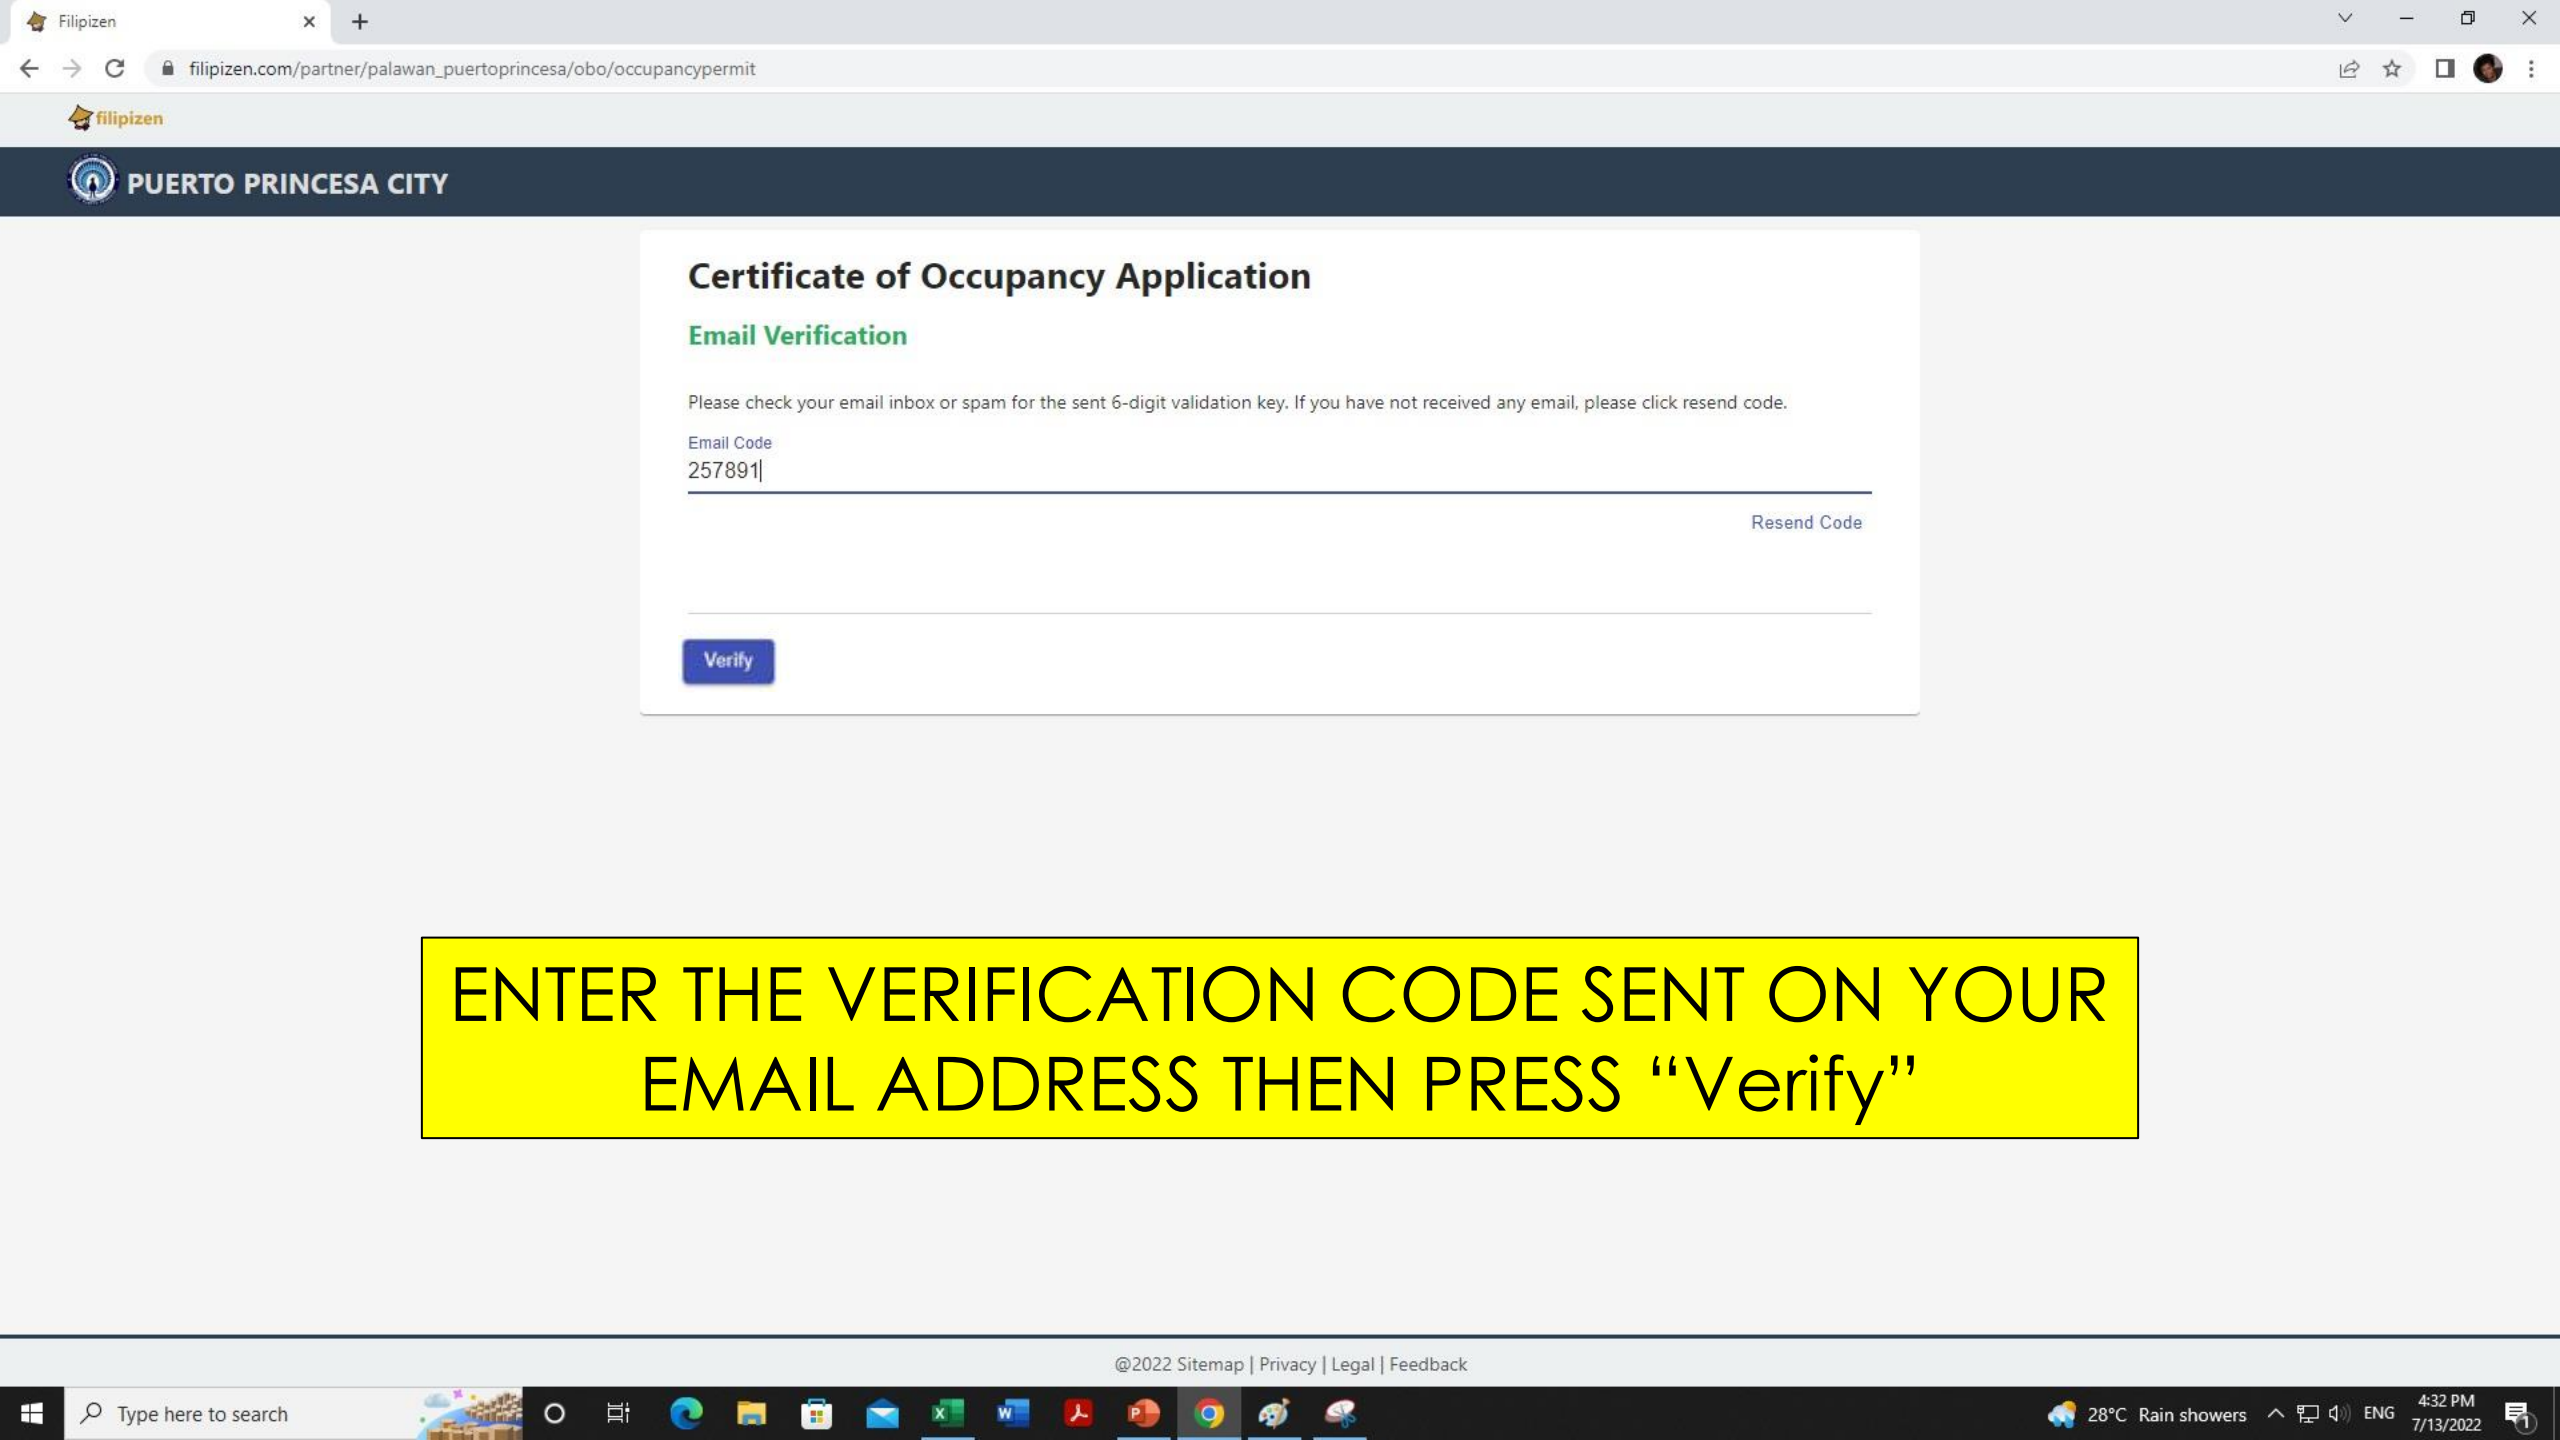 Filipizen
filipizen.com/partner/palawan_puertoprincesa/obo/occupancypermit
filipizen
PUERTO PRINCESA CITY
Certificate of Occupancy Application
Email Verification
Please check your email inbox or spam for the sent 6-digit validation key. If you have not received any email, please click resend code.
Email Code
257891
Resend Code
Verify
ENTER THE VERIFICATION CODE SENT ON YOUR
EMAIL ADDRESS THEN PRESS “Verify”
@2022 Sitemap | Privacy | Legal | Feedback
Type here to search
28°C Rain showers
ENG
4:32 PM
7/13/2022
1